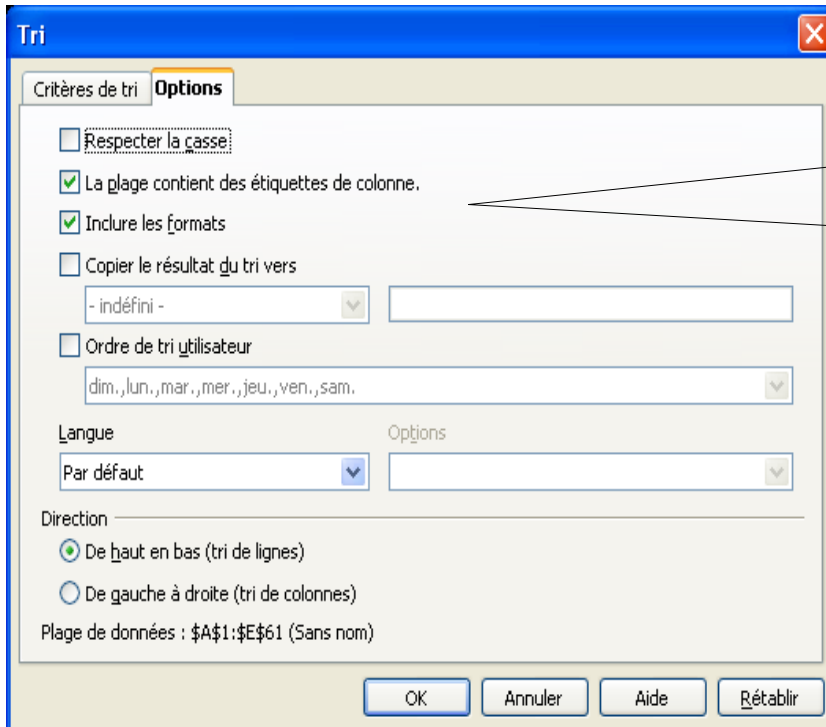 Tri
Critères de tri Options
Respecter la casse
La plage contient des étiquettes de colonne.
Inclure les formats
Copier le résultat du tri vers
- indéfini -
Ordre de tri utilisateur
dim.,lun.,mar.,mer.,jeu.,ven.,sam.
Langue Options
Par défaut
Direction
De haut en bas (tri de lignes)
De gauche à droite (tri de colonnes)
Plage de données : $A$1:$E$61 (Sans nom)
OK Annuler Aide Rétablir